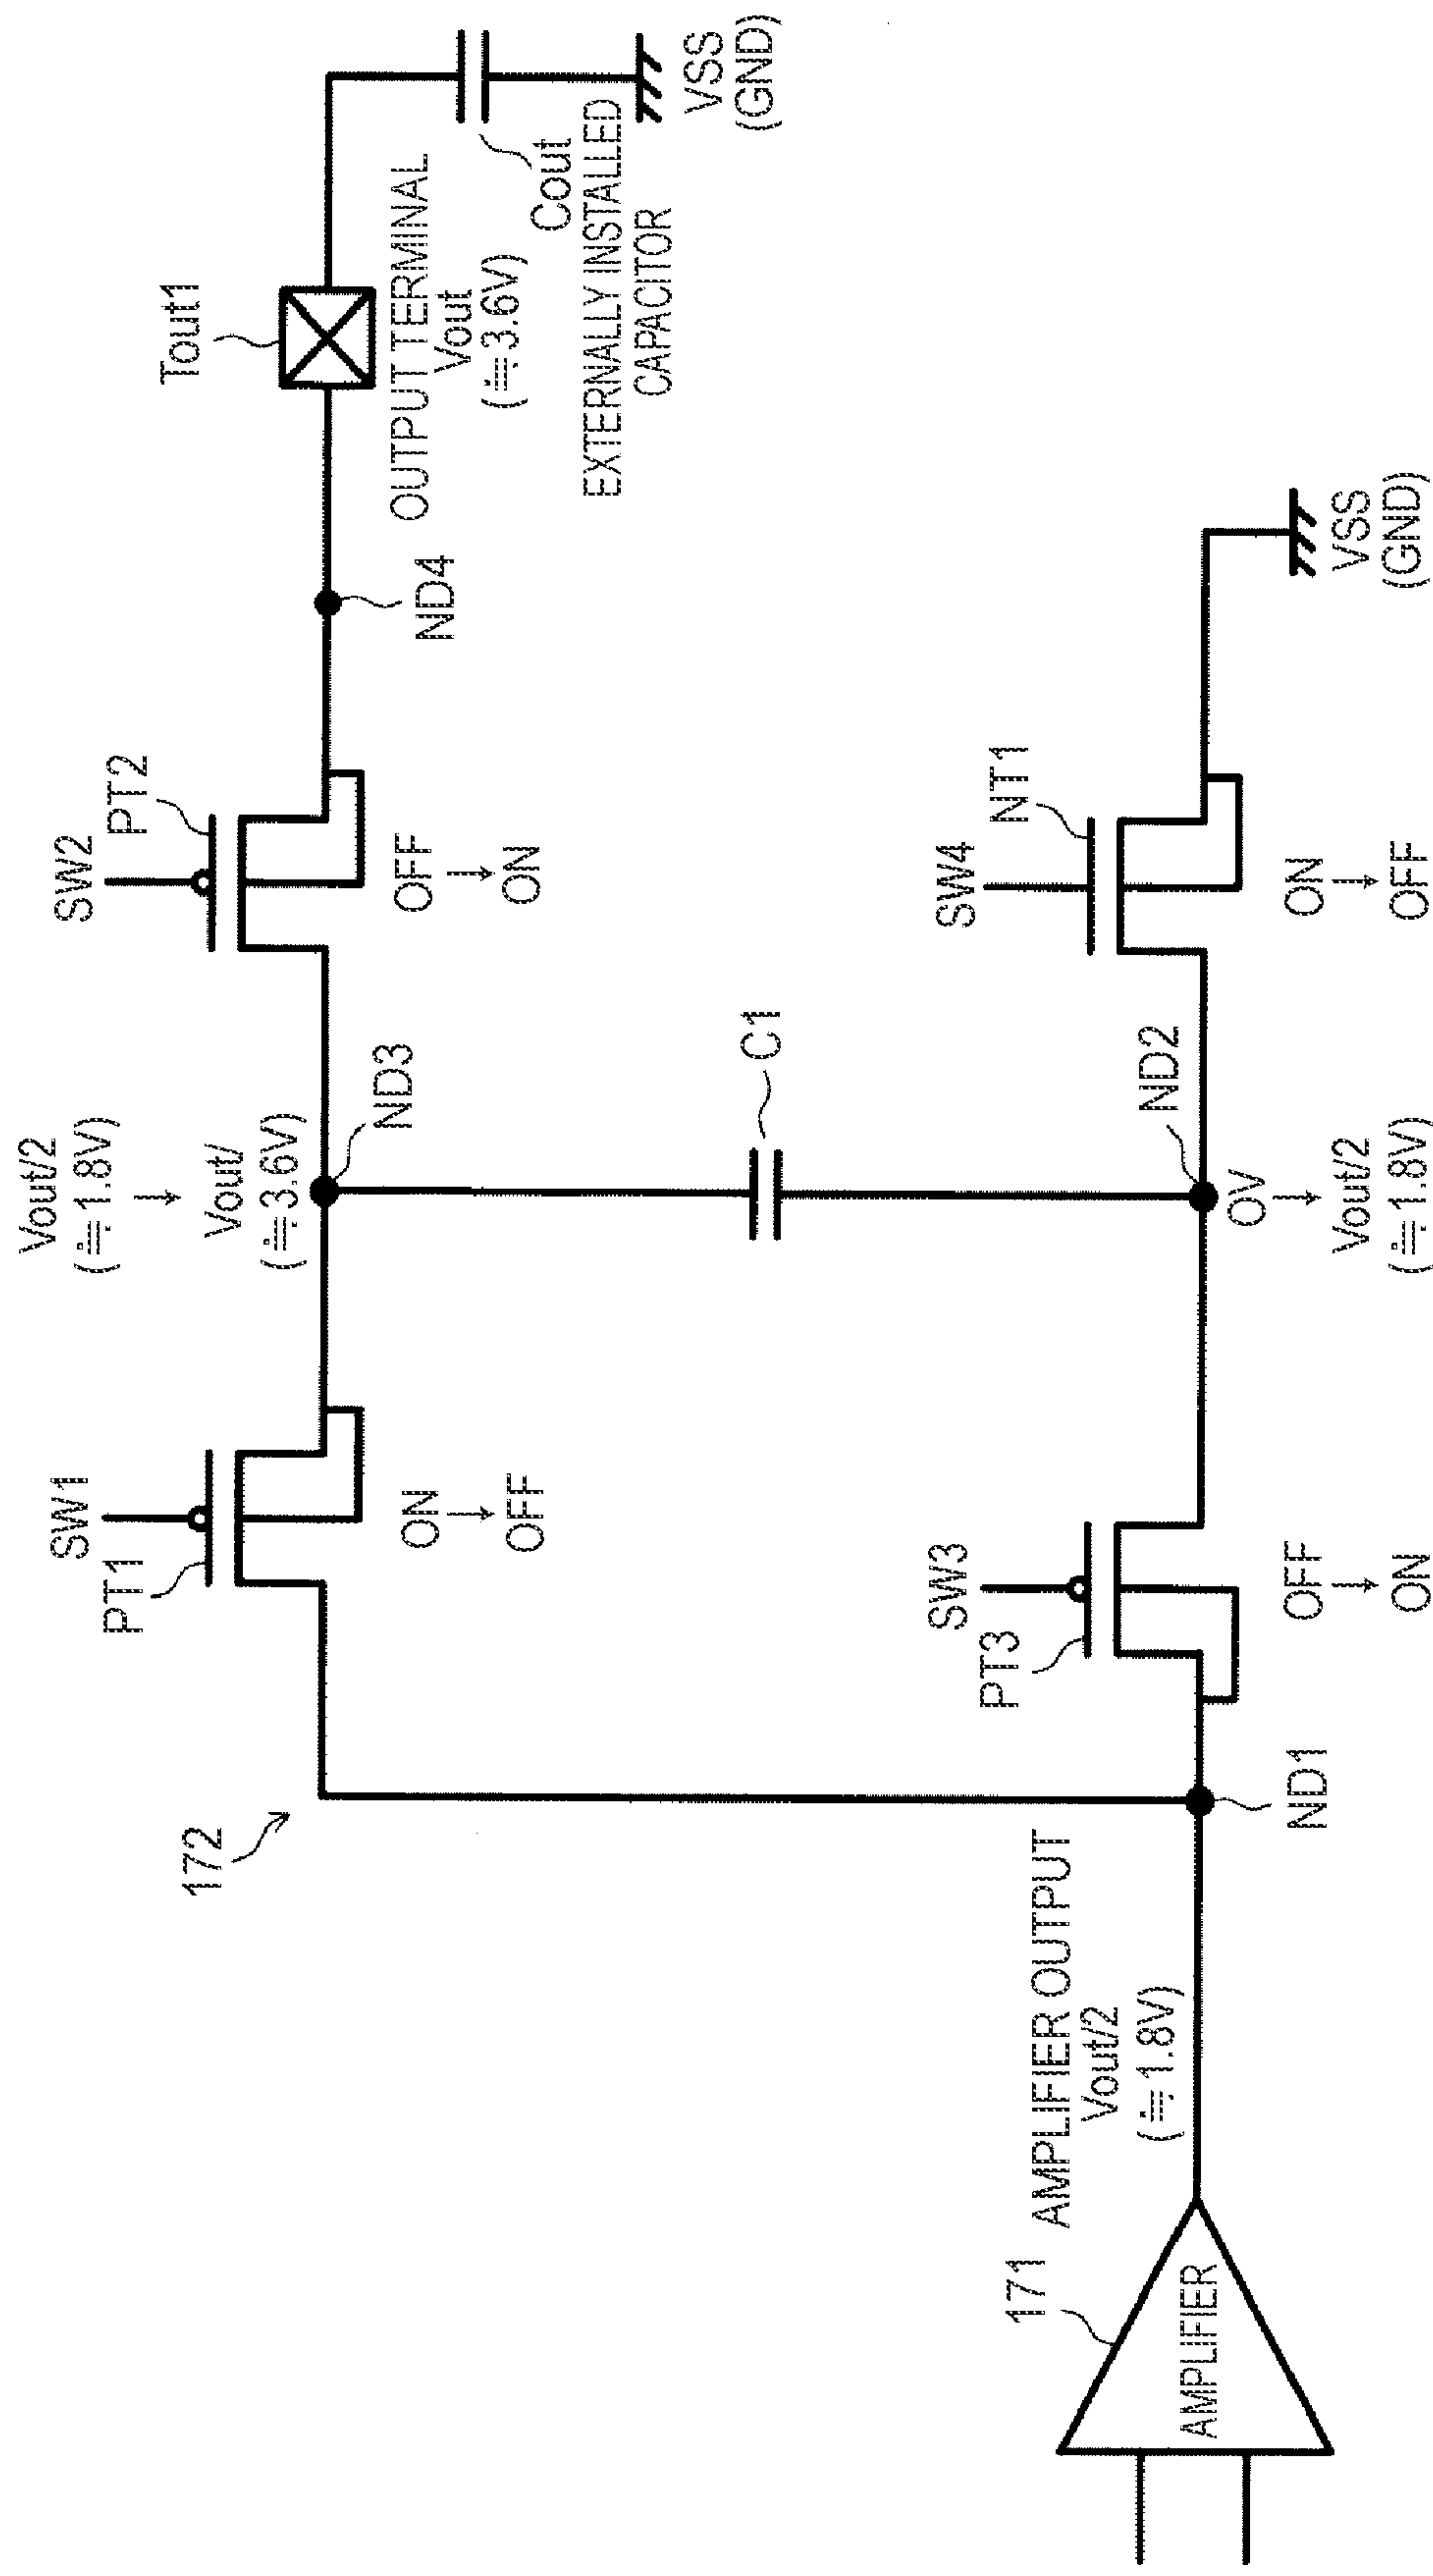 172
SW1
PT1
ON
↓
OFF
Vout/2
(≒1.8V)
↓
Vout/
(≒3.6V)
ND3
SW2
PT2
OFF
↓
ON
ND4
Tout1
OUTPUT TERMINAL
Vout
(≒3.6V)
Cout
EXTERNALLY INSTALLED
CAPACITOR
VSS
(GND)
C1
171
AMPLIFIER
AMPLIFIER OUTPUT
Vout/2
(≒1.8V)
ND1
SW3
PT3
OFF
↓
ON
ND2
0V
↓
Vout/2
(≒1.8V)
SW4
NT1
ON
↓
OFF
VSS
(GND)